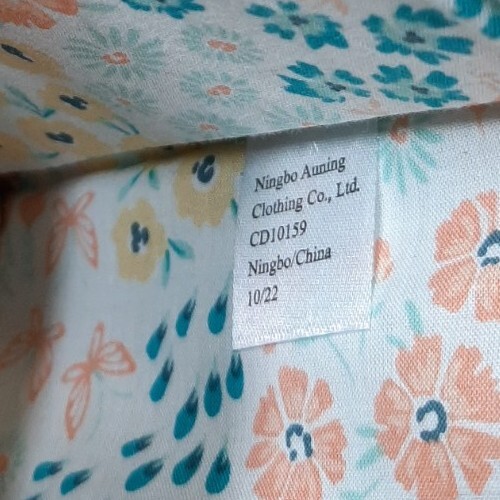 Ningbo Auning
Clothing Co., Ltd.
CD10159
Ningbo/China
10/22